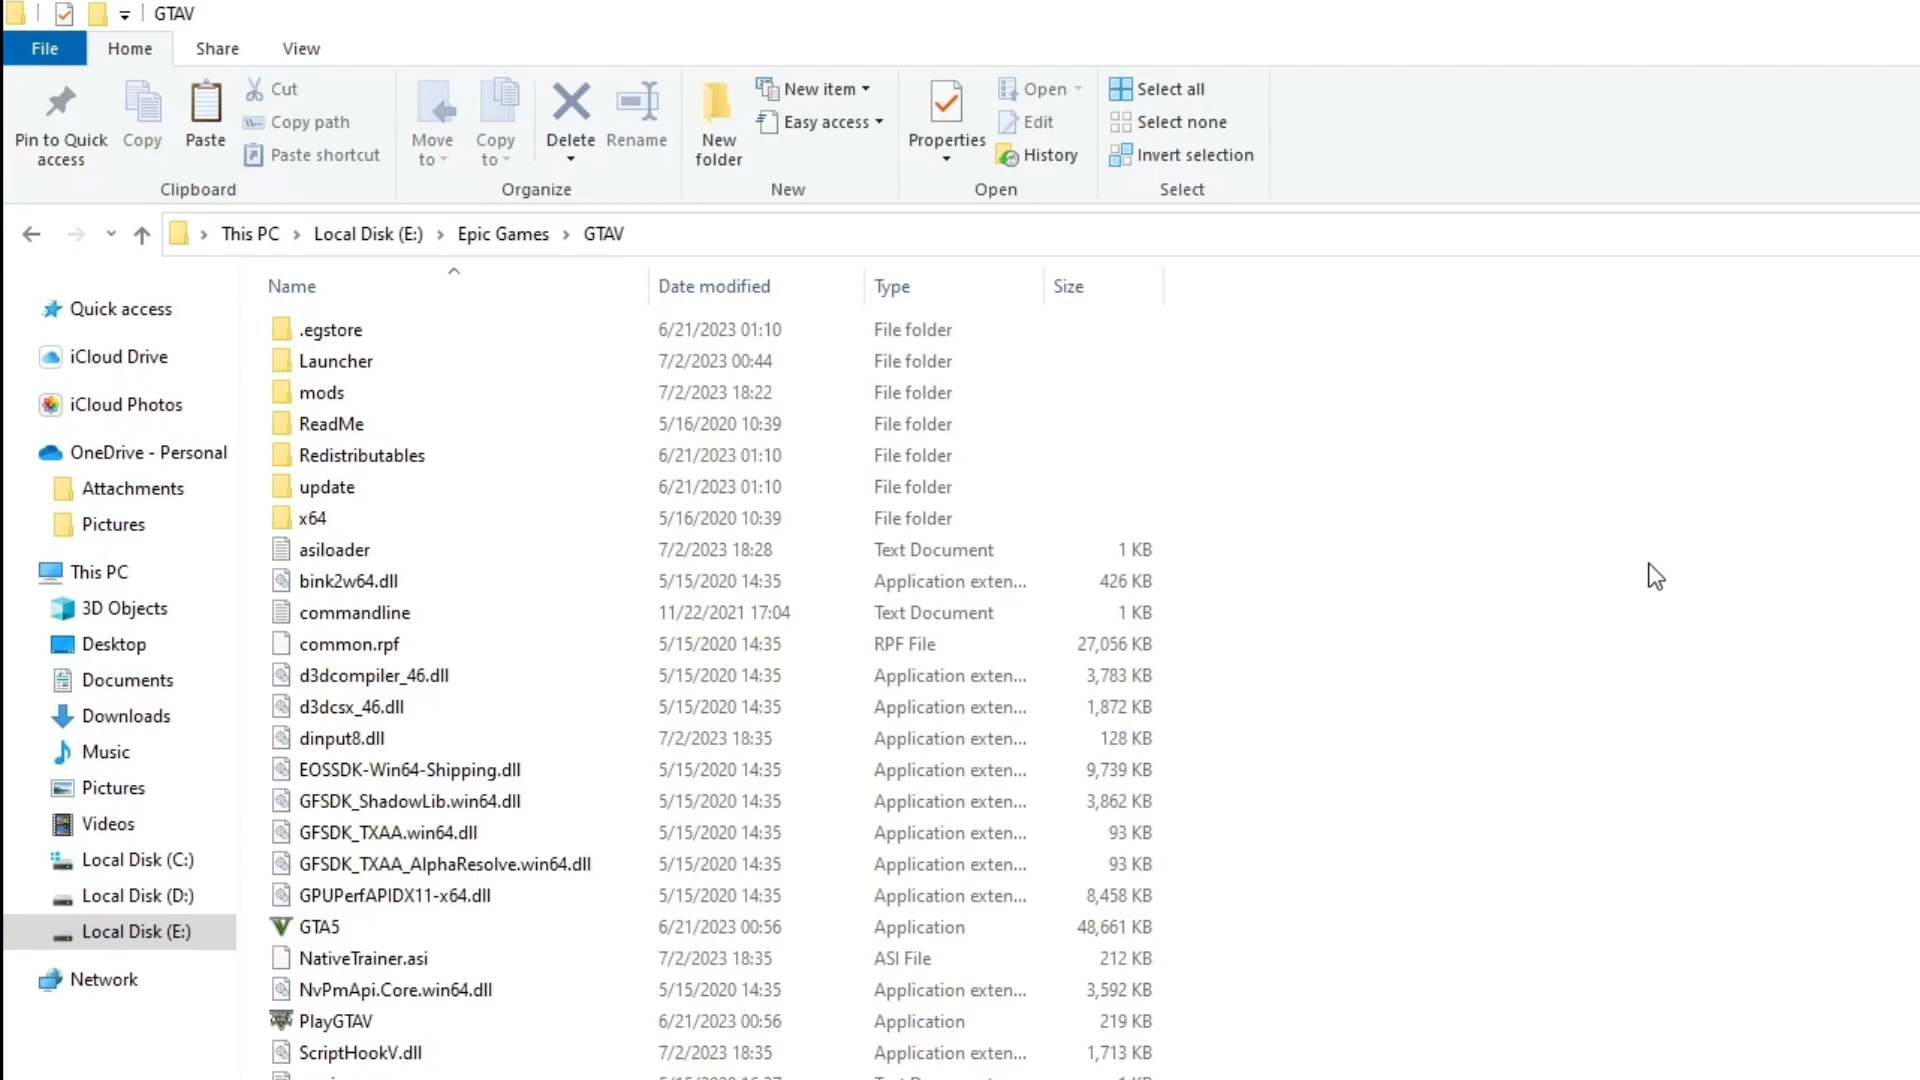 GTAV
File Home Share View
Pin to Quick access
Copy
Paste
Cut
Copy path
Paste shortcut
Clipboard
Move to
Copy to
Delete
Rename
Organize
New folder
New item
Easy access
New
Properties
Open
Edit
History
Open
Select all
Select none
Invert selection
Select
This PC Local Disk (E:) Epic Games GTAV
Quick access
iCloud Drive
iCloud Photos
OneDrive - Personal
Attachments
Pictures
This PC
3D Objects
Desktop
Documents
Downloads
Music
Pictures
Videos
Local Disk (C:)
Local Disk (D:)
Local Disk (E:)
Network
Name Date modified Type Size
.egstore 6/21/2023 01:10 File folder
Launcher 7/2/2023 00:44 File folder
mods 7/2/2023 18:22 File folder
ReadMe 5/16/2020 10:39 File folder
Redistributables 6/21/2023 01:10 File folder
update 6/21/2023 01:10 File folder
x64 5/16/2020 10:39 File folder
asiloader 7/2/2023 18:28 Text Document 1 KB
bink2w64.dll 5/15/2020 14:35 Application exten... 426 KB
commandline 11/22/2021 17:04 Text Document 1 KB
common.rpf 5/15/2020 14:35 RPF File 27,056 KB
d3dcompiler_46.dll 5/15/2020 14:35 Application exten... 3,783 KB
d3dcsx_46.dll 5/15/2020 14:35 Application exten... 1,872 KB
dinput8.dll 7/2/2023 18:35 Application exten... 128 KB
EOSSDK-Win64-Shipping.dll 5/15/2020 14:35 Application exten... 9,739 KB
GFSDK_ShadowLib.win64.dll 5/15/2020 14:35 Application exten... 3,862 KB
GFSDK_TXAA.win64.dll 5/15/2020 14:35 Application exten... 93 KB
GFSDK_TXAA_AlphaResolve.win64.dll 5/15/2020 14:35 Application exten... 93 KB
GPUPerfAPIDX11-x64.dll 5/15/2020 14:35 Application exten... 8,458 KB
GTA5 6/21/2023 00:56 Application 48,661 KB
NativeTrainer.asi 7/2/2023 18:35 ASI File 212 KB
NvPmApi.Core.win64.dll 5/15/2020 14:35 Application exten... 3,592 KB
PlayGTAV 6/21/2023 00:56 Application 219 KB
ScriptHookV.dll 7/2/2023 18:35 Application exten... 1,713 KB